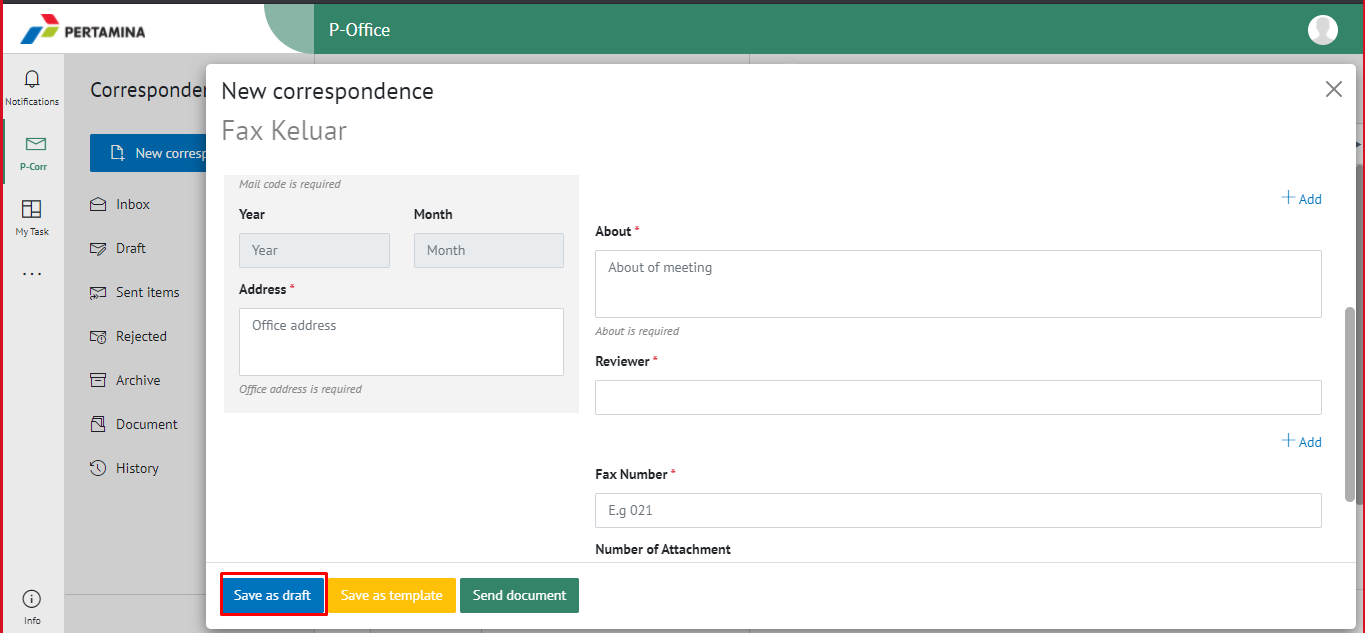 PERTAMINA
P-Office
Notifications
P-Corr
My Task
...
Info
New corresp
Inbox
Draft
Sent items
Rejected
Archive
Document
History
New correspondence
Fax Keluar
Mail code is required
Year
Month
Year
Month
Address *
Office address
Office address is required
Add
About *
About of meeting
About is required
Reviewer *
Add
Fax Number *
E.g 021
Number of Attachment
Save as draft
Save as template
Send document